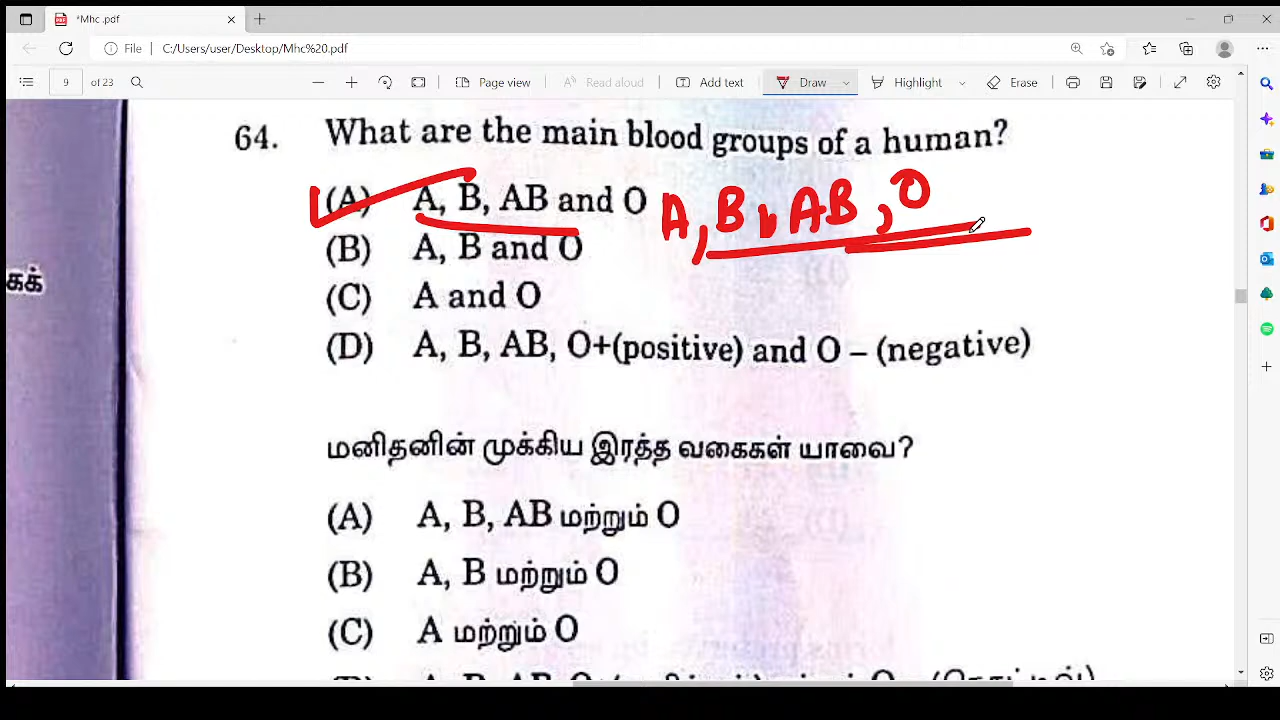 *Mhc .pdf
File C:/Users/user/Desktop/Mhc%20.pdf
9 of 23 Page view Read aloud Add text Draw Highlight Erase
64. What are the main blood groups of a human?
(A) A, B, AB and O A, B, AB, O
(B) A, B and O
கக்
(C) A and O
(D) A, B, AB, O+(positive) and O – (negative)
மனிதனின் முக்கிய இரத்த வகைகள் யாவை?
(A) A, B, AB மற்றும் O
(B) A, B மற்றும் O
(C) A மற்றும் O